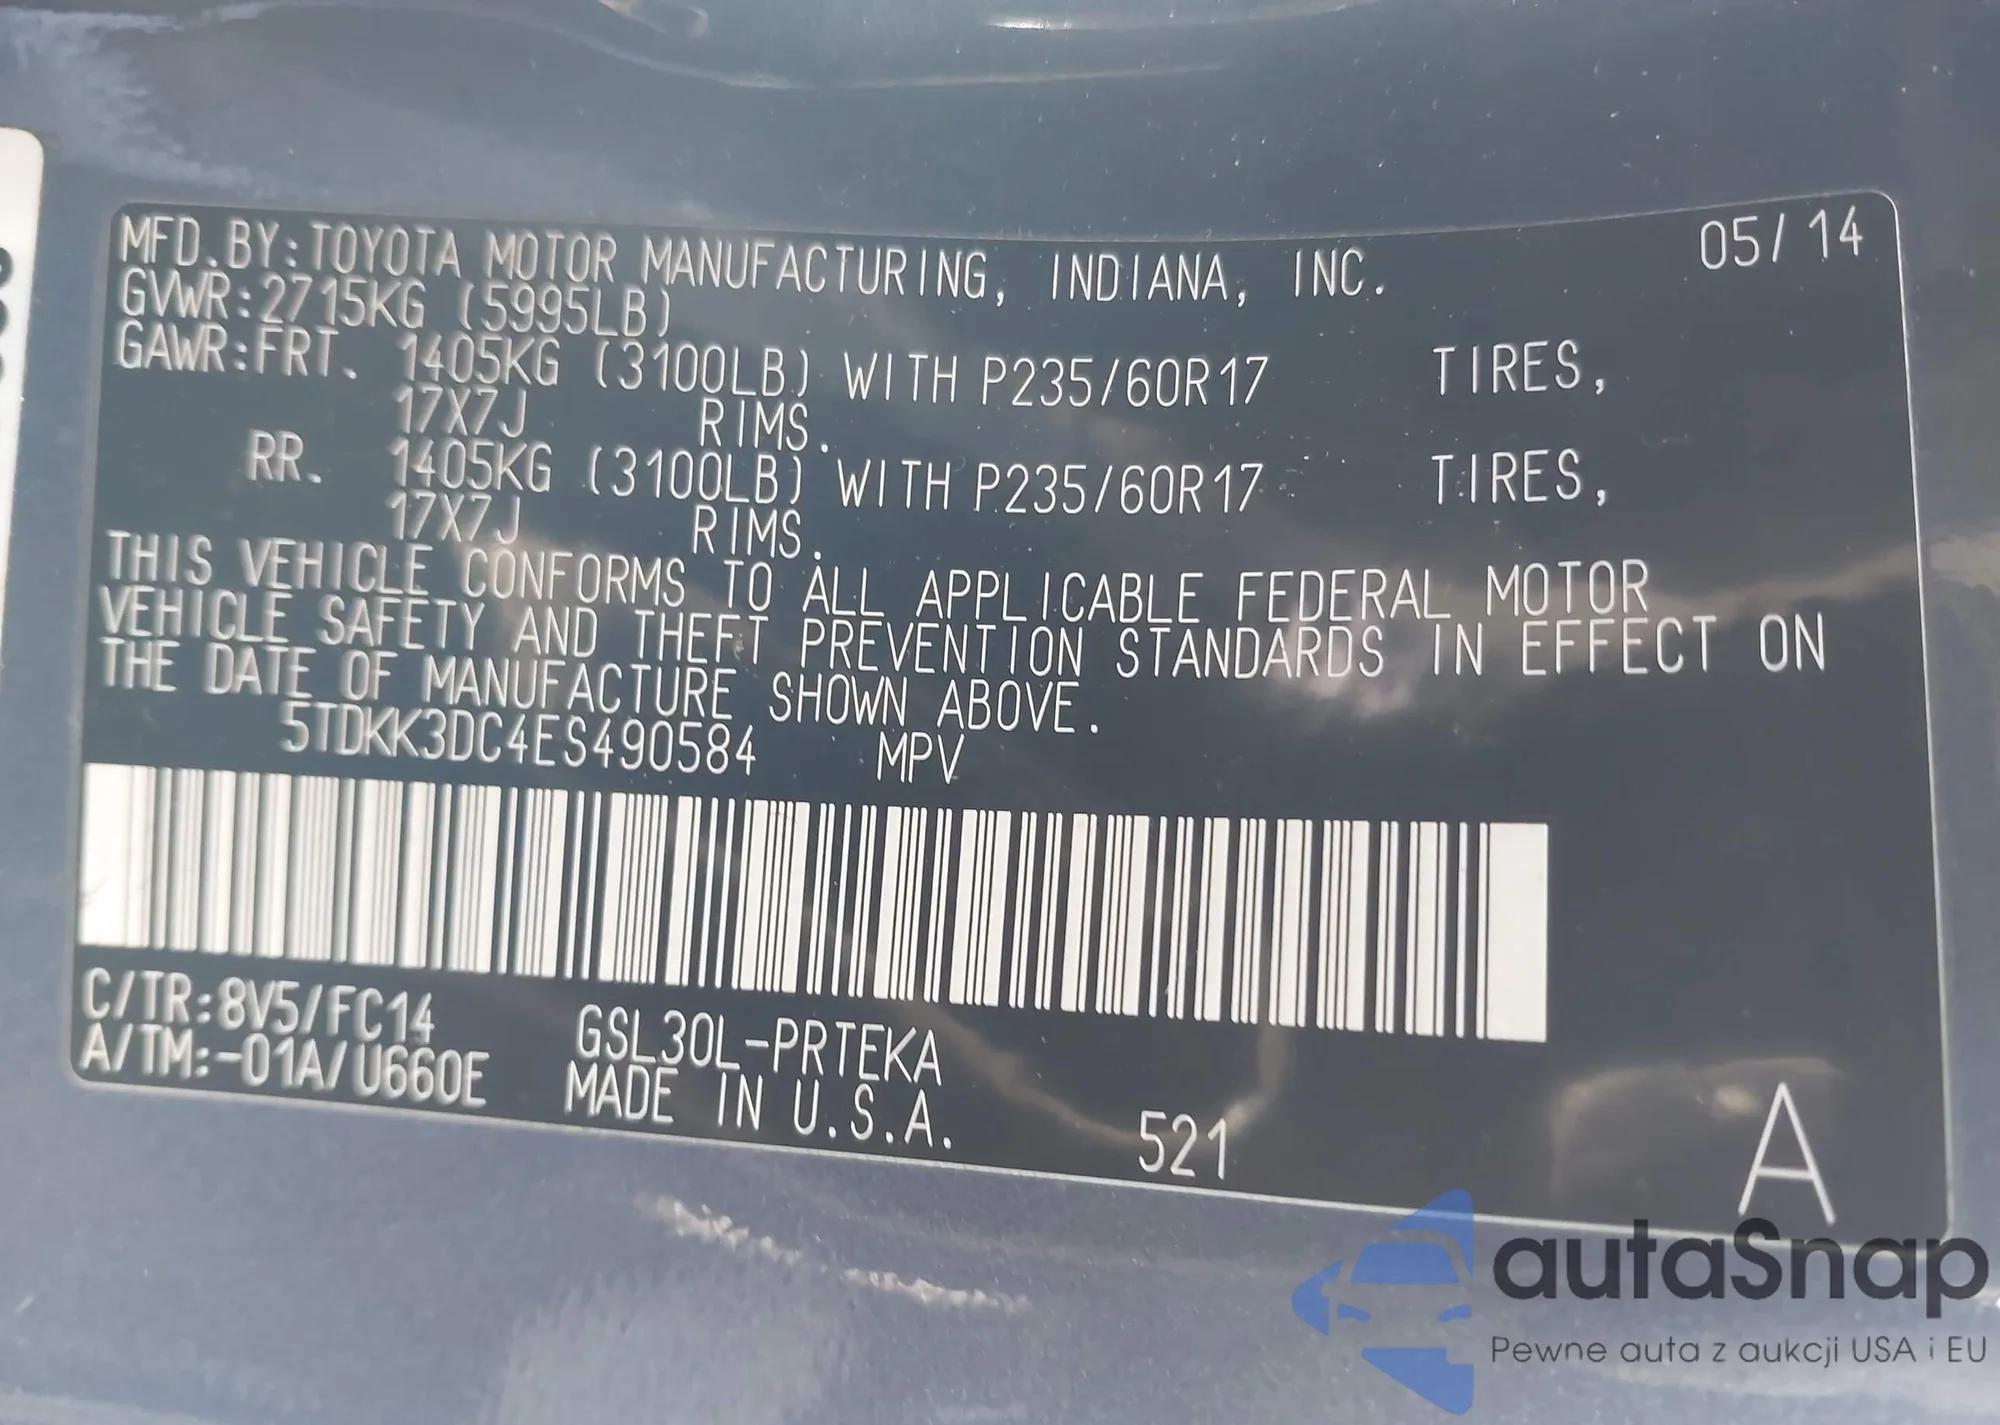 MFD.BY:TOYOTA MOTOR MANUFACTURING, INDIANA, INC. 05/14
GVWR:2715KG (5995LB)
GAWR:FRT. 1405KG (3100LB) WITH P235/60R17 TIRES,
17X7J RIMS.
RR. 1405KG (3100LB) WITH P235/60R17 TIRES,
17X7J RIMS.
THIS VEHICLE CONFORMS TO ALL APPLICABLE FEDERAL MOTOR
VEHICLE SAFETY AND THEFT PREVENTION STANDARDS IN EFFECT ON
THE DATE OF MANUFACTURE SHOWN ABOVE.
5TDKK3DC4ES490584 MPV
C/TR:8V5/FC14 GSL30L-PRTEKA
A/TM:-01A/U660E MADE IN U.S.A. 521 A
autaSnap
Pewne auta z aukcji USA i EU